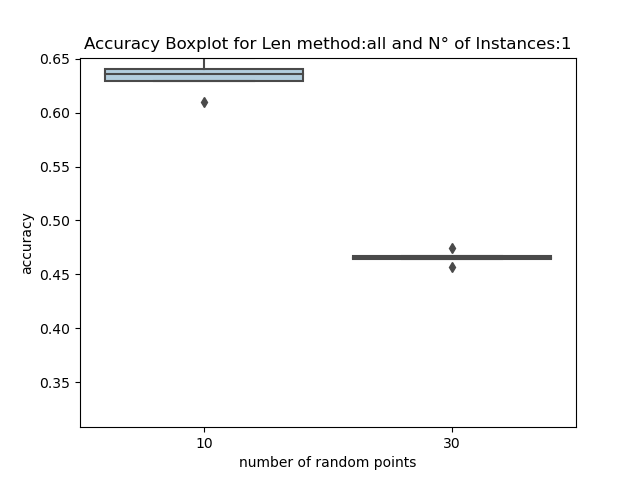 Accuracy Boxplot for Len method:all and N° of Instances:1
0.65
0.60
0.55
0.50
0.45
0.40
0.35
accuracy
10 30
number of random points